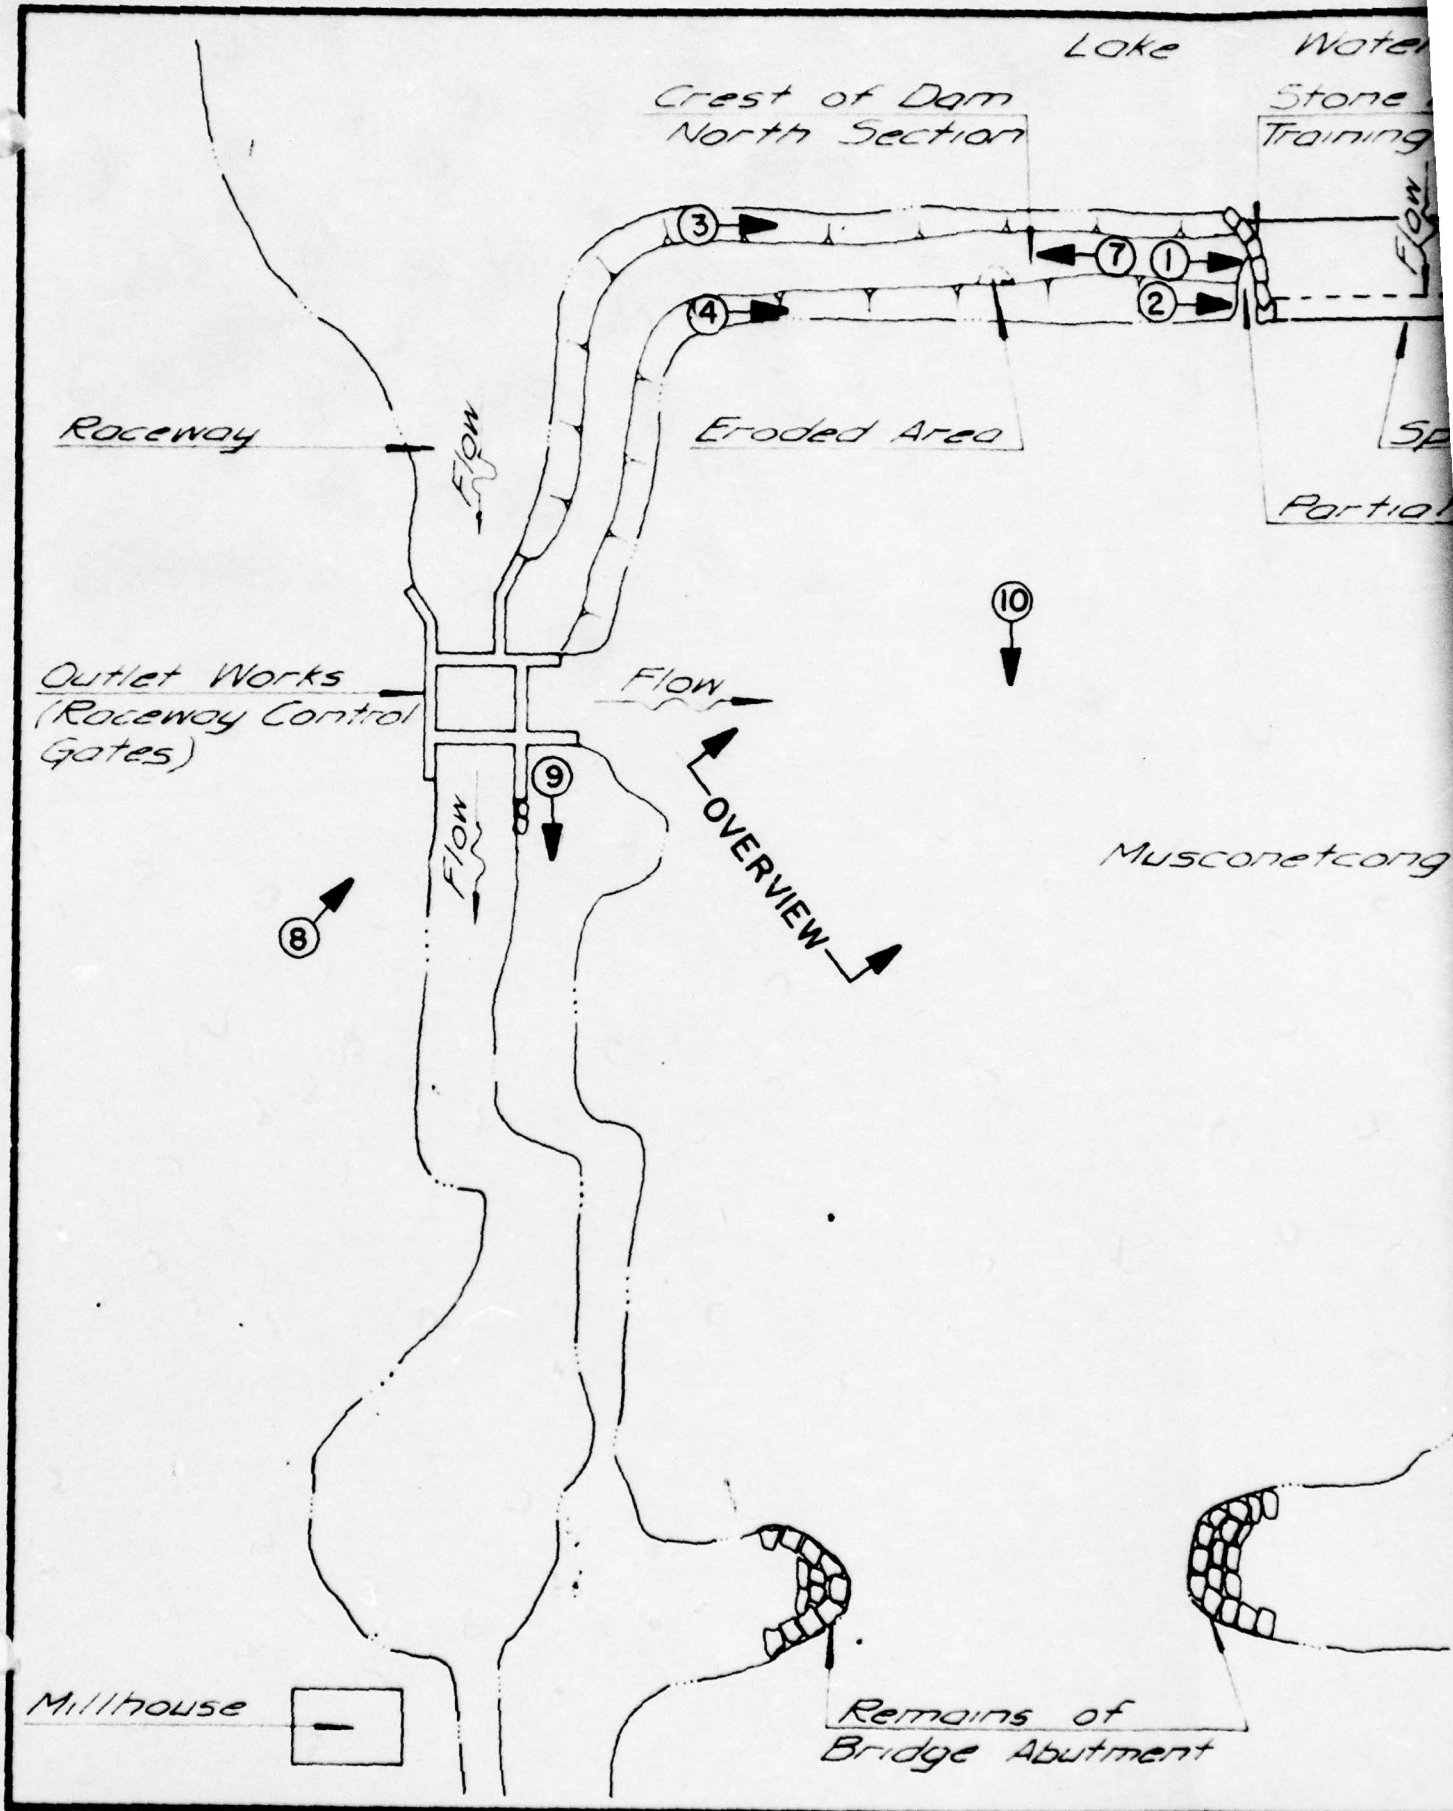 Lake
Crest of Dam
North Section
Stone
Training
Flow
3
7
1
4
2
Raceway
Flow
Eroded Area
10
Outlet Works
(Raceway Control
Gates)
Flow
9
Flow
OVERVIEW
Musconetcong
8
Millhouse
Remains of
Bridge Abutment